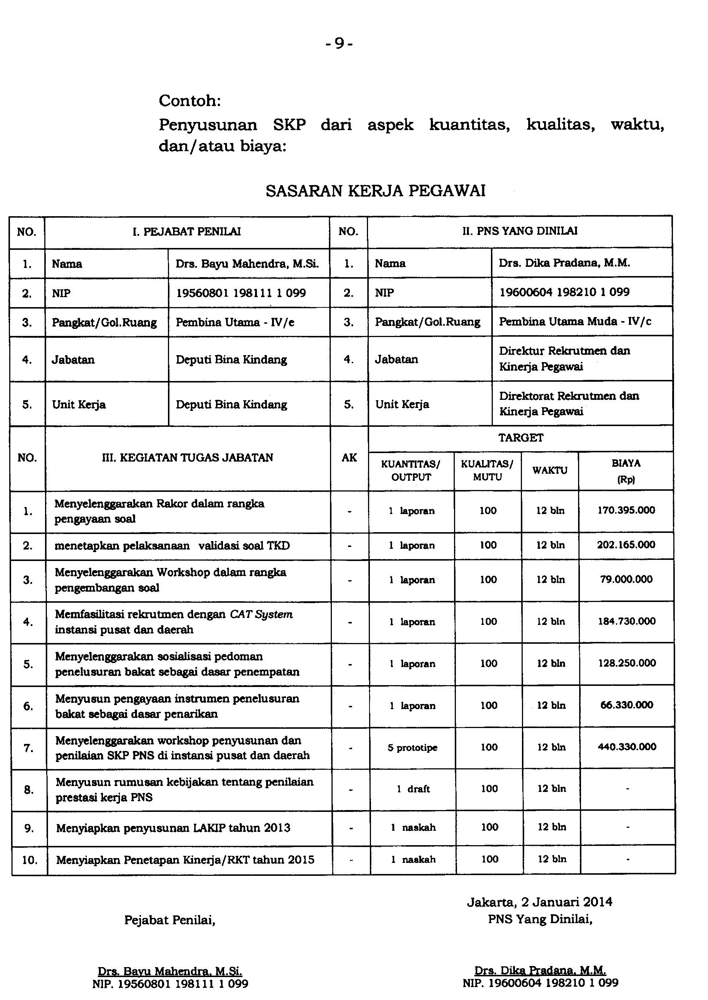 - 9 -
Contoh:
Penyusunan SKP dari aspek kuantitas, kualitas, waktu,
dan/atau biaya:
SASARAN KERJA PEGAWAI
NO. I. PEJABAT PENILAI NO. II. PNS YANG DINILAI
1. Nama Drs. Bayu Mahendra, M.Si. 1. Nama Drs. Dika Pradana, M.M.
2. NIP 19560801 198111 1 099 2. NIP 19600604 198210 1 099
3. Pangkat/Gol.Ruang Pembina Utama - IV/e 3. Pangkat/Gol.Ruang Pembina Utama Muda - IV/c
4. Jabatan Deputi Bina Kindang 4. Jabatan Direktur Rekrutmen dan
Kinerja Pegawai
5. Unit Kerja Deputi Bina Kindang 5. Unit Kerja Direktorat Rekrutmen dan
Kinerja Pegawai
NO. III. KEGIATAN TUGAS JABATAN AK TARGET
KUANTITAS/ KUALITAS/ WAKTU BIAYA
OUTPUT MUTU (Rp)
1. Menyelenggarakan Rakor dalam rangka
pengayaan soal - 1 laporan 100 12 bln 170.395.000
2. menetapkan pelaksanaan validasi soal TKD - 1 laporan 100 12 bln 202.165.000
3. Menyelenggarakan Workshop dalam rangka
pengembangan soal - 1 laporan 100 12 bln 79.000.000
4. Memfasilitasi rekrutmen dengan CAT System
instansi pusat dan daerah - 1 laporan 100 12 bln 184.730.000
5. Menyelenggarakan sosialisasi pedoman
penelusuran bakat sebagai dasar penempatan - 1 laporan 100 12 bln 128.250.000
6. Menyusun pengayaan instrumen penelusuran
bakat sebagai dasar penarikan - 1 laporan 100 12 bln 66.330.000
7. Menyelenggarakan workshop penyusunan dan
penilaian SKP PNS di instansi pusat dan daerah - 5 prototipe 100 12 bln 440.330.000
8. Menyusun rumusan kebijakan tentang penilaian
prestasi kerja PNS - 1 draft 100 12 bln -
9. Menyiapkan penyusunan LAKIP tahun 2013 - 1 naskah 100 12 bln -
10. Menyiapkan Penetapan Kinerja/RKT tahun 2015 - 1 naskah 100 12 bln -
Jakarta, 2 Januari 2014
Pejabat Penilai, PNS Yang Dinilai,
Drs. Bayu Mahendra, M.Si. Drs. Dika Pradana, M.M.
NIP. 19560801 198111 1 099 NIP. 19600604 198210 1 099